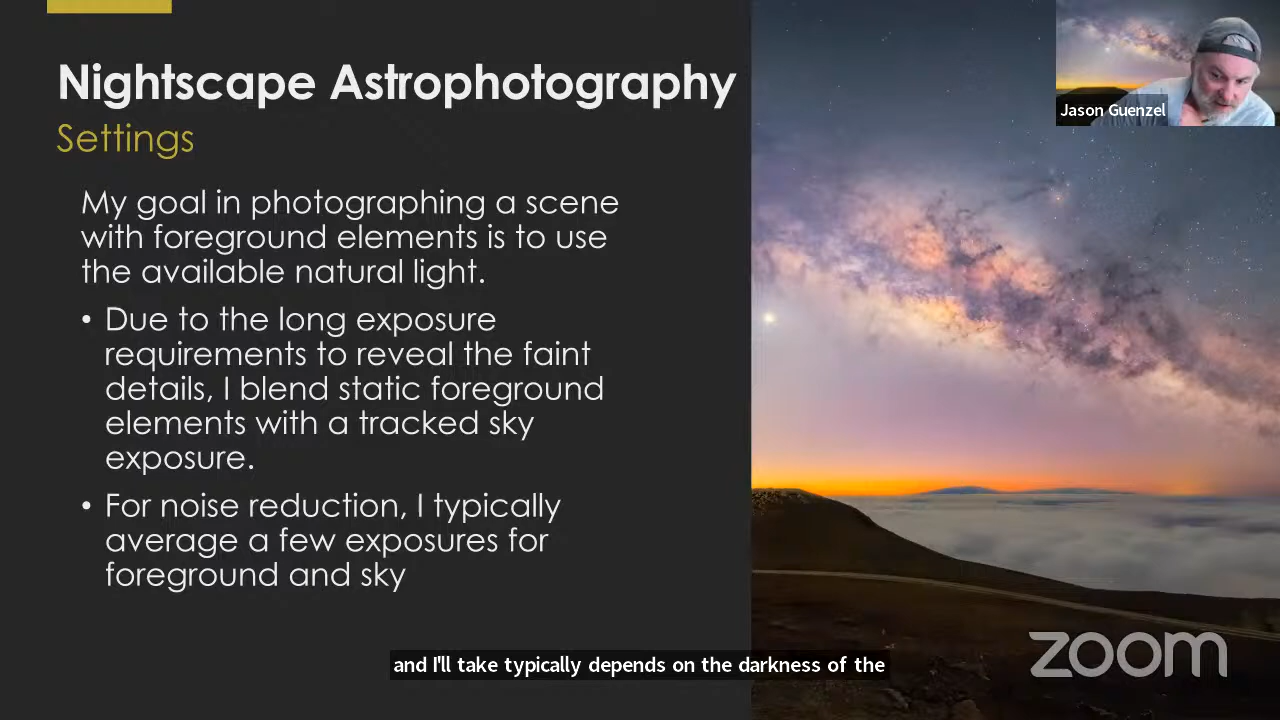 Nightscape Astrophotography
Settings
My goal in photographing a scene
with foreground elements is to use
the available natural light.
• Due to the long exposure
requirements to reveal the faint
details, I blend static foreground
elements with a tracked sky
exposure.
• For noise reduction, I typically
average a few exposures for
foreground and sky
Jason Guenzel
and I'll take typically depends on the darkness of the
zoom